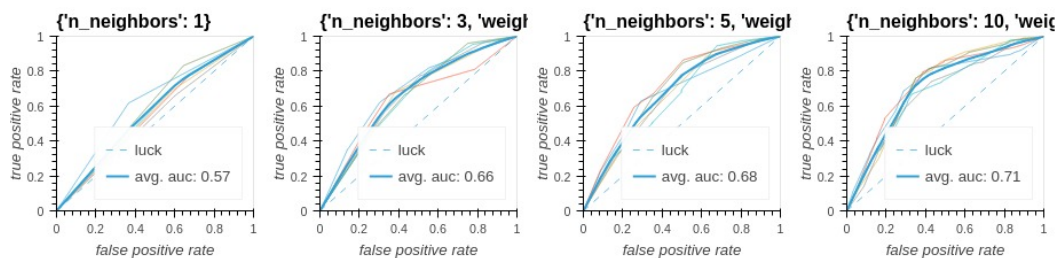 {'n_neighbors': 1}
1
0.8
0.6
0.4
0.2
0
true positive rate
luck
avg. auc: 0.57
0 0.2 0.4 0.6 0.8 1
false positive rate
{'n_neighbors': 3, 'weigh
1
0.8
0.6
0.4
0.2
0
true positive rate
luck
avg. auc: 0.66
0 0.2 0.4 0.6 0.8 1
false positive rate
{'n_neighbors': 5, 'weigh
1
0.8
0.6
0.4
0.2
0
true positive rate
luck
avg. auc: 0.68
0 0.2 0.4 0.6 0.8 1
false positive rate
{'n_neighbors': 10, 'weig
1
0.8
0.6
0.4
0.2
0
true positive rate
luck
avg. auc: 0.71
0 0.2 0.4 0.6 0.8 1
false positive rate